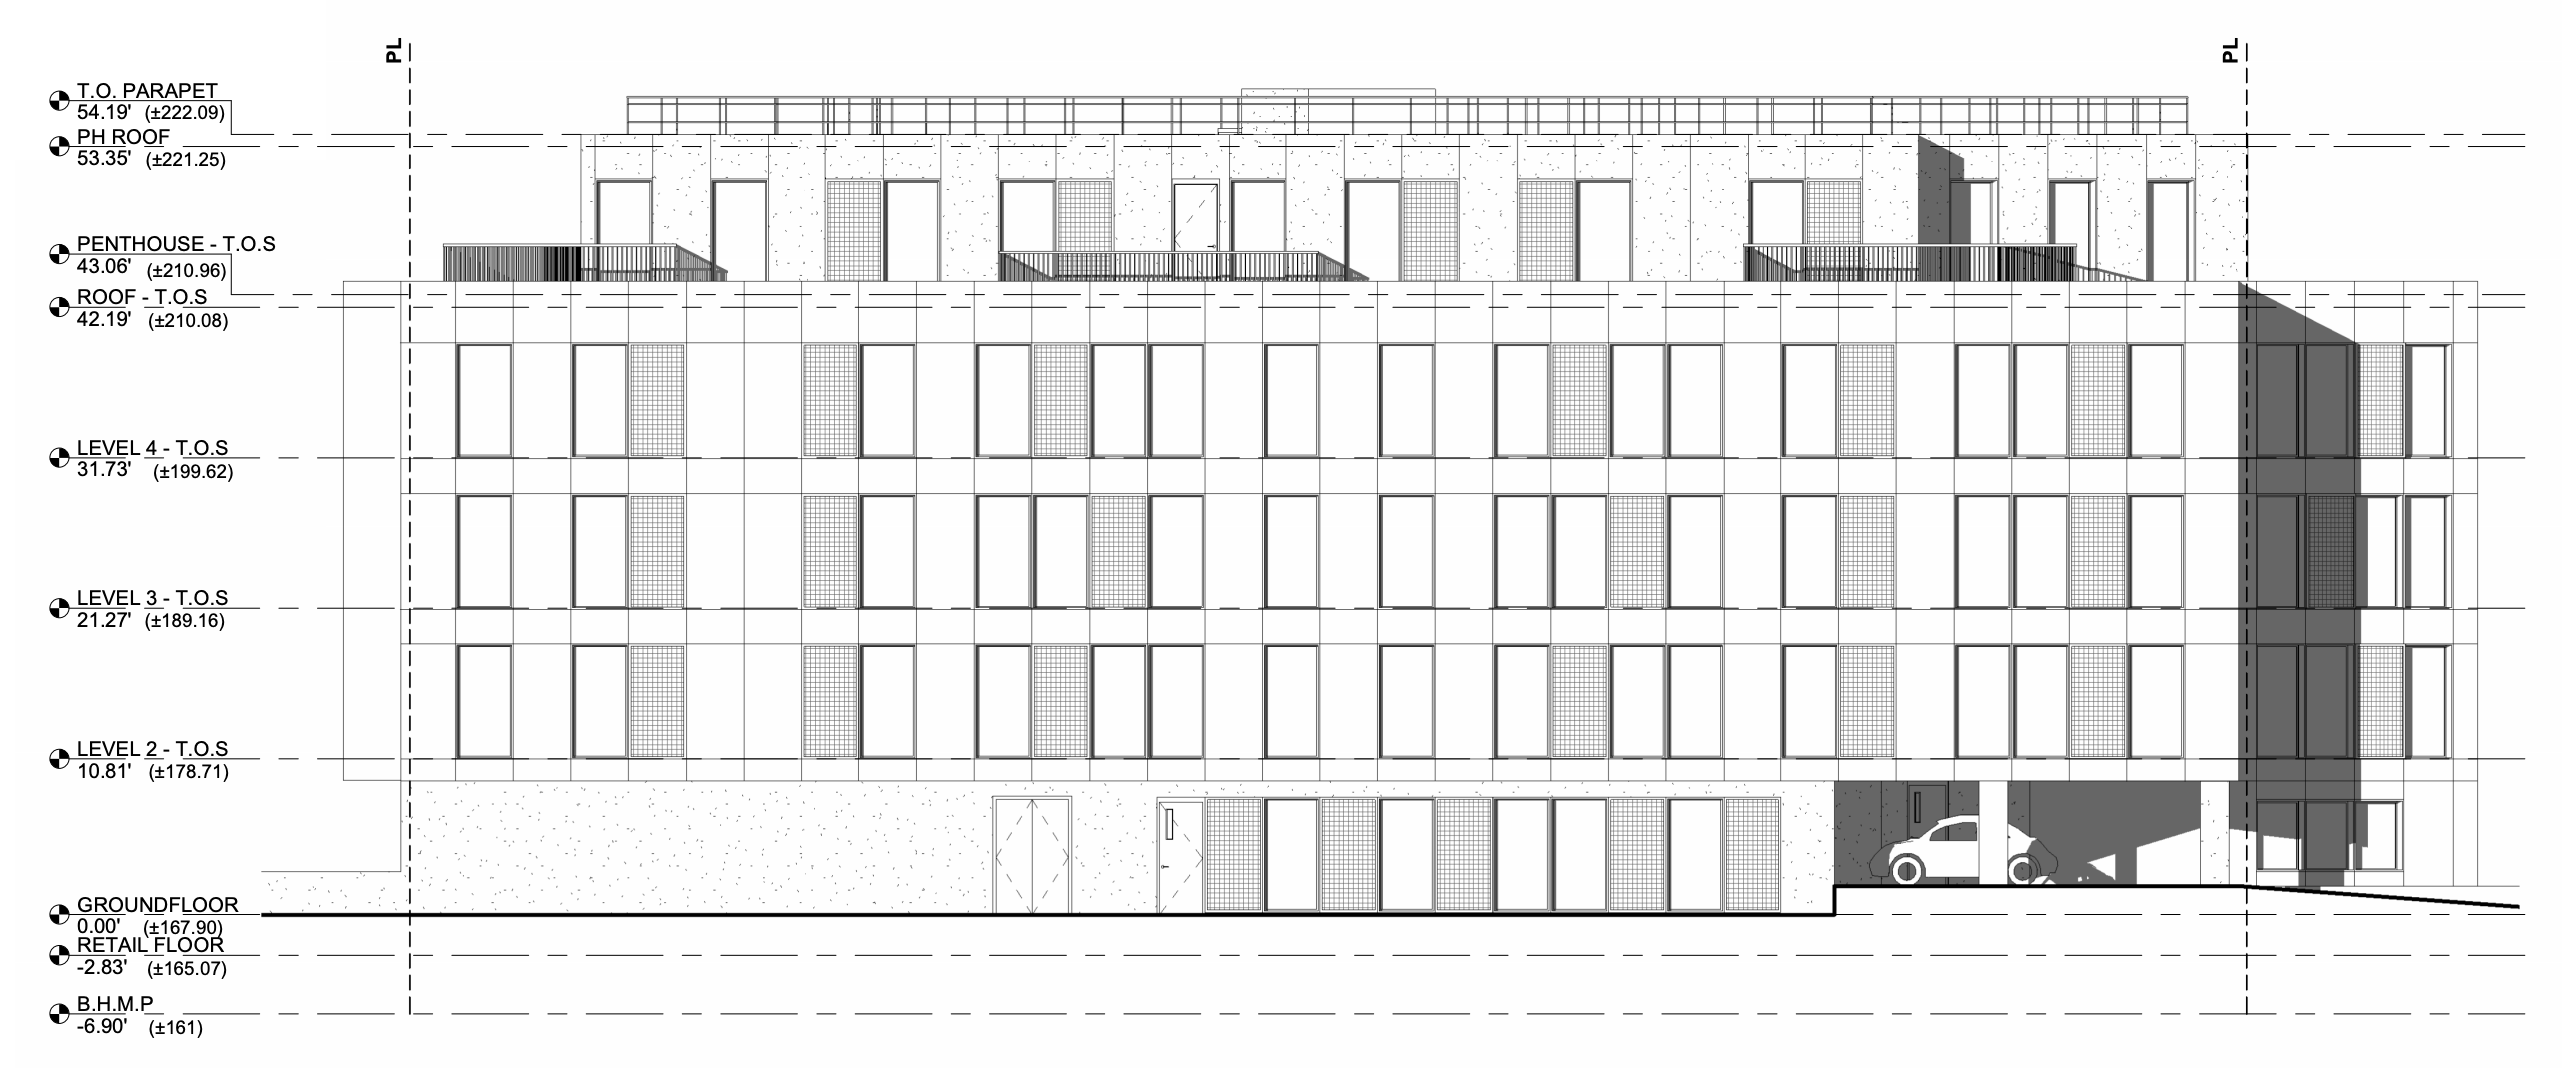 PL
PL
T.O. PARAPET
54.19' (±222.09)
PH ROOF
53.35' (±221.25)
PENTHOUSE - T.O.S
43.06' (±210.96)
ROOF - T.O.S
42.19' (±210.08)
LEVEL 4 - T.O.S
31.73' (±199.62)
LEVEL 3 - T.O.S
21.27' (±189.16)
LEVEL 2 - T.O.S
10.81' (±178.71)
GROUNDFLOOR
0.00' (±167.90)
RETAIL FLOOR
-2.83' (±165.07)
B.H.M.P
-6.90' (±161)